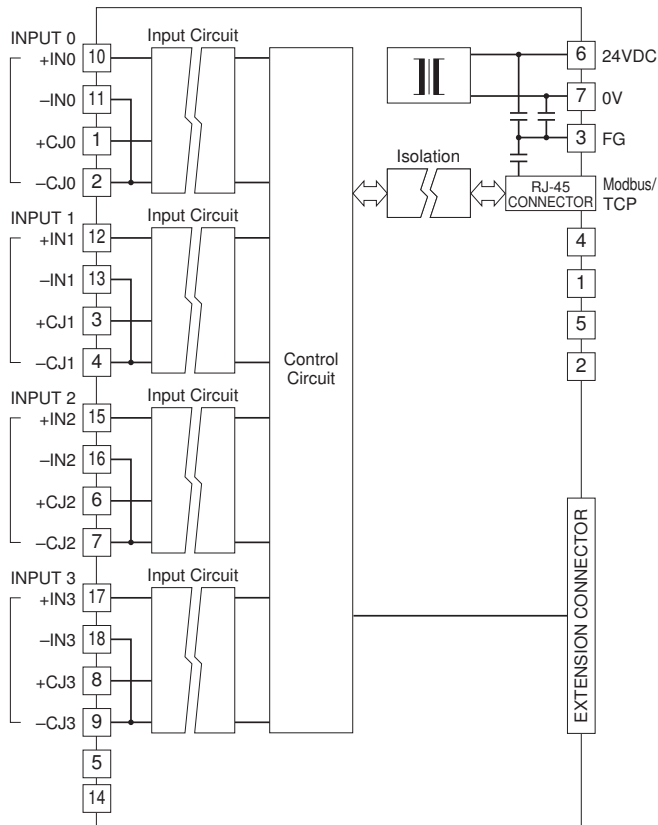 INPUT 0
Input Circuit
+IN0 10
−IN0 11
+CJ0 1
−CJ0 2
INPUT 1
Input Circuit
+IN1 12
−IN1 13
+CJ1 3
−CJ1 4
INPUT 2
Input Circuit
+IN2 15
−IN2 16
+CJ2 6
−CJ2 7
INPUT 3
Input Circuit
+IN3 17
−IN3 18
+CJ3 8
−CJ3 9
5
14
Control
Circuit
6 24VDC
7 0V
3 FG
Isolation
RJ-45
CONNECTOR
Modbus/
TCP
4
1
5
2
EXTENSION CONNECTOR